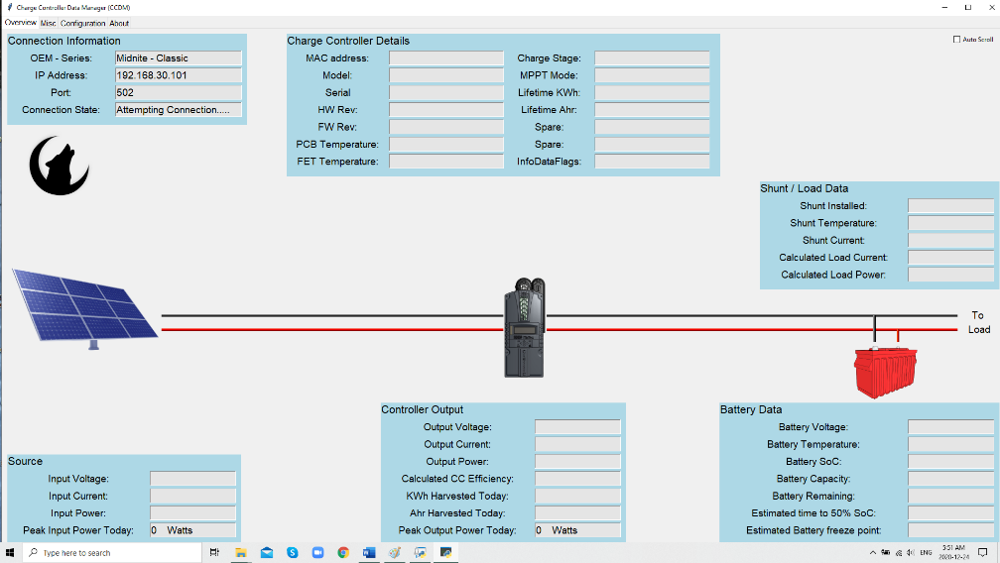 Charge Controller Data Manager (CCDM)
Overview Misc Configuration About
Connection Information
OEM - Series: Midnite - Classic
IP Address: 192.168.30.101
Port: 502
Connection State: Attempting Connection.....
Charge Controller Details
MAC address: Charge Stage:
Model: MPPT Mode:
Serial Lifetime KWh:
HW Rev: Lifetime Ahr:
FW Rev: Spare:
PCB Temperature: Spare:
FET Temperature: InfoDataFlags:
Auto Scroll
Shunt / Load Data
Shunt Installed:
Shunt Temperature:
Shunt Current:
Calculated Load Current:
Calculated Load Power:
To
Load
Source
Input Voltage:
Input Current:
Input Power:
Peak Input Power Today: 0 Watts
Controller Output
Output Voltage:
Output Current:
Output Power:
Calculated CC Efficiency:
KWh Harvested Today:
Ahr Harvested Today:
Peak Output Power Today: 0 Watts
Battery Data
Battery Voltage:
Battery Temperature:
Battery SoC:
Battery Capacity:
Battery Remaining:
Estimated time to 50% SoC:
Estimated Battery freeze point:
Type here to search
ENG
5:51 AM
2020-12-24